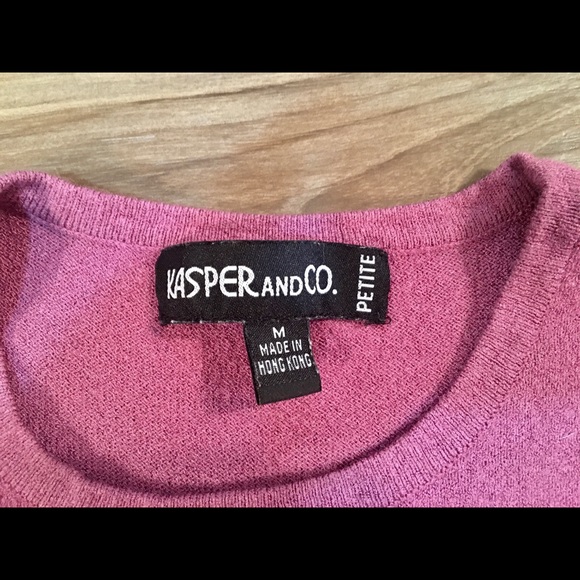 KASPER AND CO.
PETITE
M
MADE IN
HONG KONG